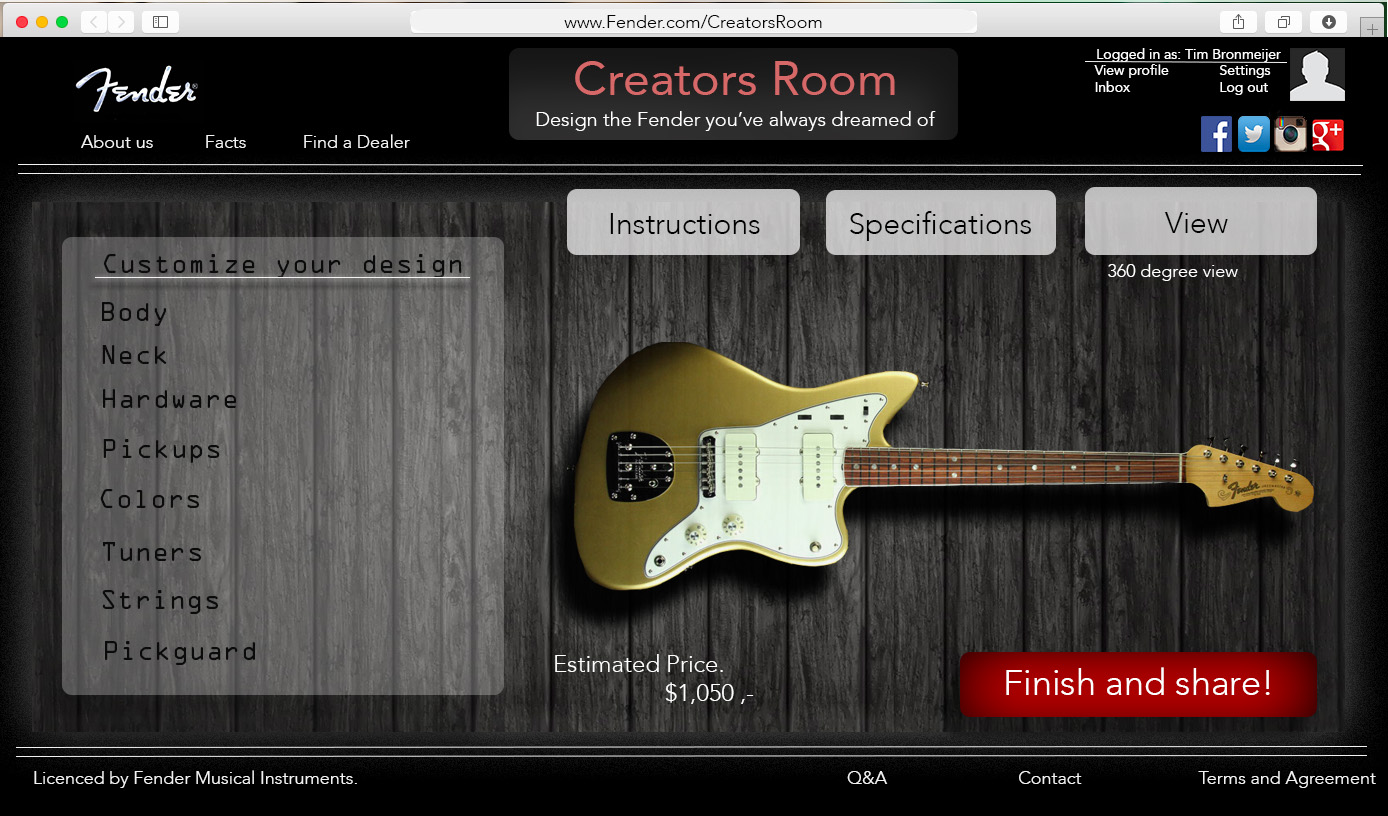 www.Fender.com/CreatorsRoom
Logged in as: Tim Bronmeijer
View profile
Settings
Inbox
Log out
Fender
Creators Room
Design the Fender you’ve always dreamed of
About us
Facts
Find a Dealer
Instructions
Specifications
View
360 degree view
Customize your design
Body
Neck
Hardware
Pickups
Colors
Tuners
Strings
Pickguard
Fender
Estimated Price.
$1,050 ,-
Finish and share!
Licenced by Fender Musical Instruments.
Q&A
Contact
Terms and Agreement